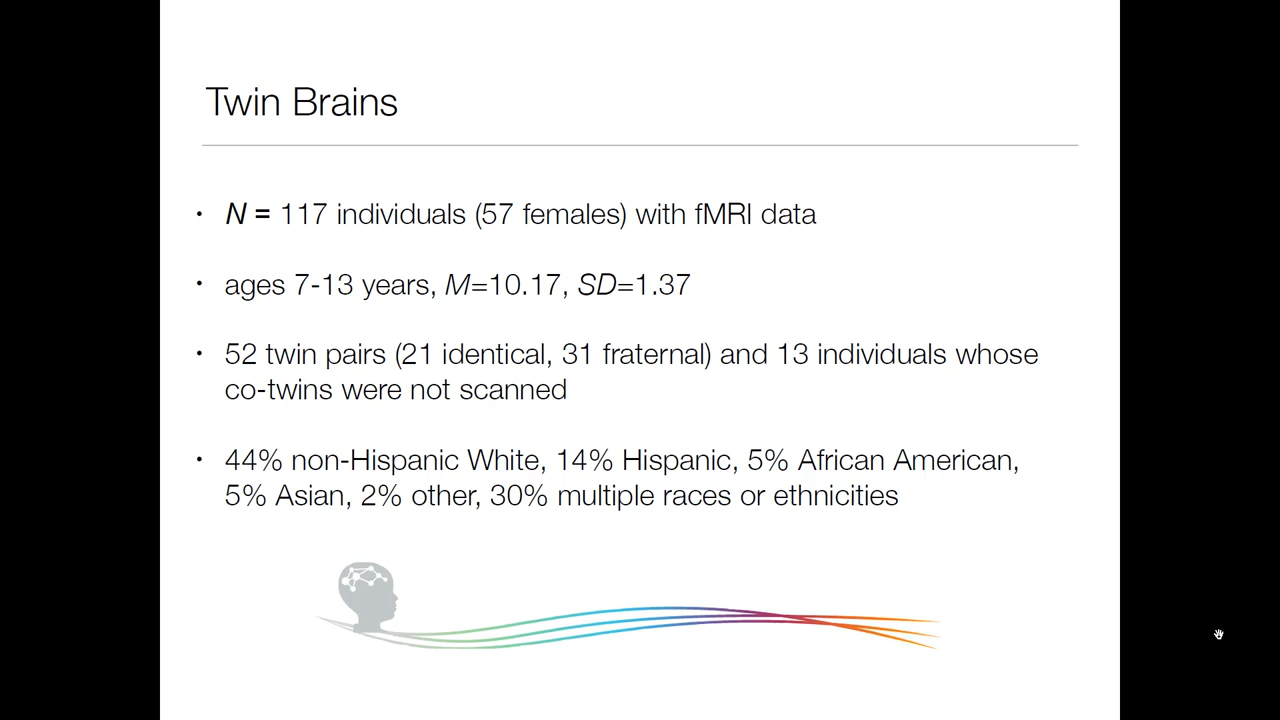 Twin Brains
• N = 117 individuals (57 females) with fMRI data
• ages 7-13 years, M=10.17, SD=1.37
• 52 twin pairs (21 identical, 31 fraternal) and 13 individuals whose
co-twins were not scanned
• 44% non-Hispanic White, 14% Hispanic, 5% African American,
5% Asian, 2% other, 30% multiple races or ethnicities